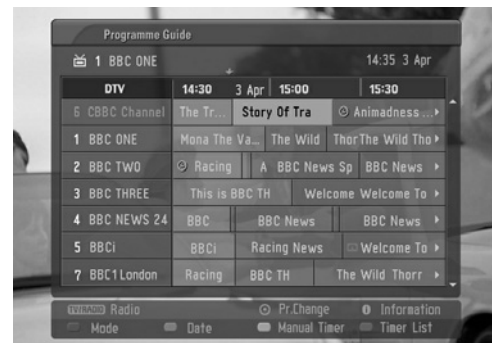 Programme Guide
1 BBC ONE 14:35 3 Apr
DTV 14:30 3 Apr 15:00 15:30
6 CBBC Channel The Tr... Story Of Tra Animadness ...
1 BBC ONE Mona The Va... The Wild ThorThe Wild Tho
2 BBC TWO Racing A BBC News Sp BBC News
3 BBC THREE This is BBC TH Welcome Welcome To
4 BBC NEWS 24 BBC BBC News BBC News
5 BBCi BBCi Racing News Welcome To
7 BBC1London Racing BBC TH The Wild Thorr
TV/RADIO Radio Pr.Change Information
Mode Date Manual Timer Timer List